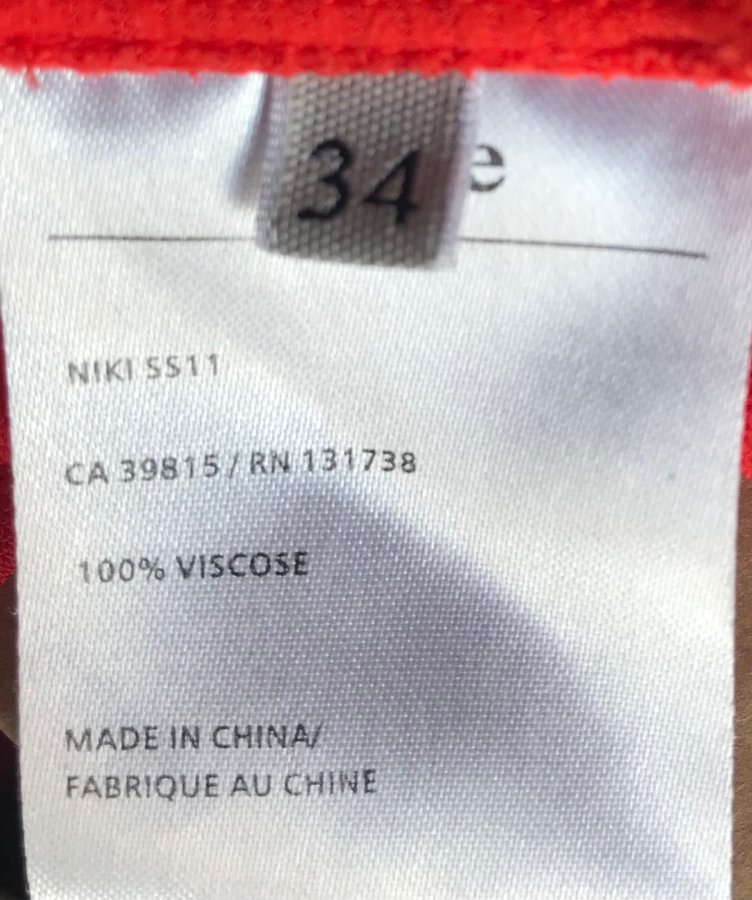 34
e
NIKI SS11
CA 39815 / RN 131738
100% VISCOSE
MADE IN CHINA/
FABRIQUE AU CHINE